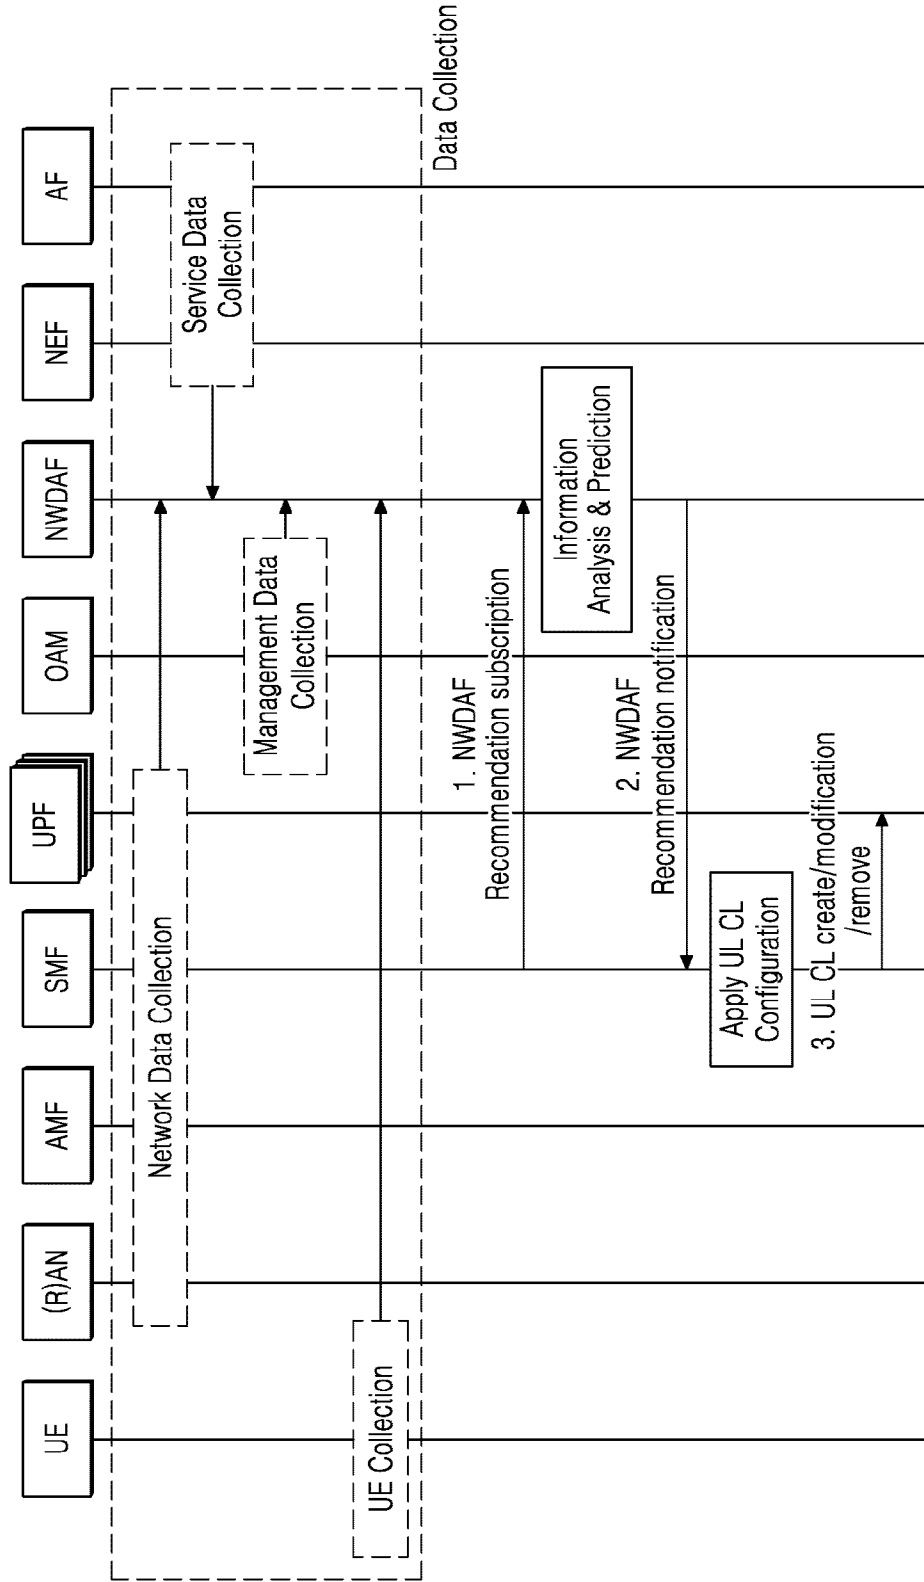 UE
(R)AN
AMF
SMF
UPF
OAM
NWDAF
NEF
AF
Network Data Collection
Service Data
Collection
Management Data
Collection
UE Collection
Data Collection
1. NWDAF
Recommendation subscription
Information
Analysis & Prediction
2. NWDAF
Recommendation notification
Apply UL CL
Configuration
3. UL CL create/modification
/remove